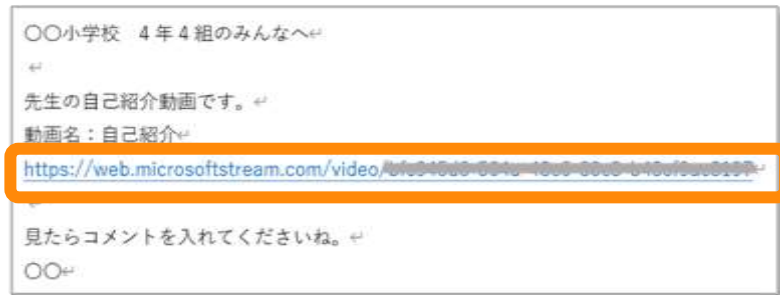 〇〇小学校　4年4組のみんなへ
先生の自己紹介動画です。
動画名：自己紹介
https://web.microsoftstream.com/video/
見たらコメントを入れてくださいね。
〇〇